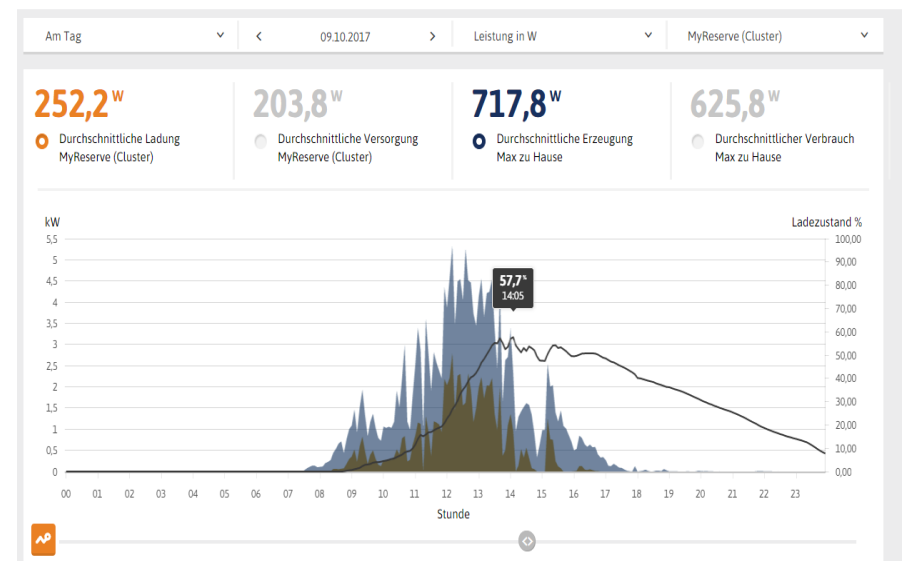 Am Tag
09.10.2017
Leistung in W
MyReserve (Cluster)
252,2 W
Durchschnittliche Ladung
MyReserve (Cluster)
203,8 W
Durchschnittliche Versorgung
MyReserve (Cluster)
717,8 W
Durchschnittliche Erzeugung
Max zu Hause
625,8 W
Durchschnittlicher Verbrauch
Max zu Hause
kW
Ladezustand %
5,5
5
4,5
4
3,5
3
2,5
2
1,5
1
0,5
0
57,7 %
14:05
100,00
90,00
80,00
70,00
60,00
50,00
40,00
30,00
20,00
10,00
0,00
00 01 02 03 04 05 06 07 08 09 10 11 12 13 14 15 16 17 18 19 20 21 22 23
Stunde